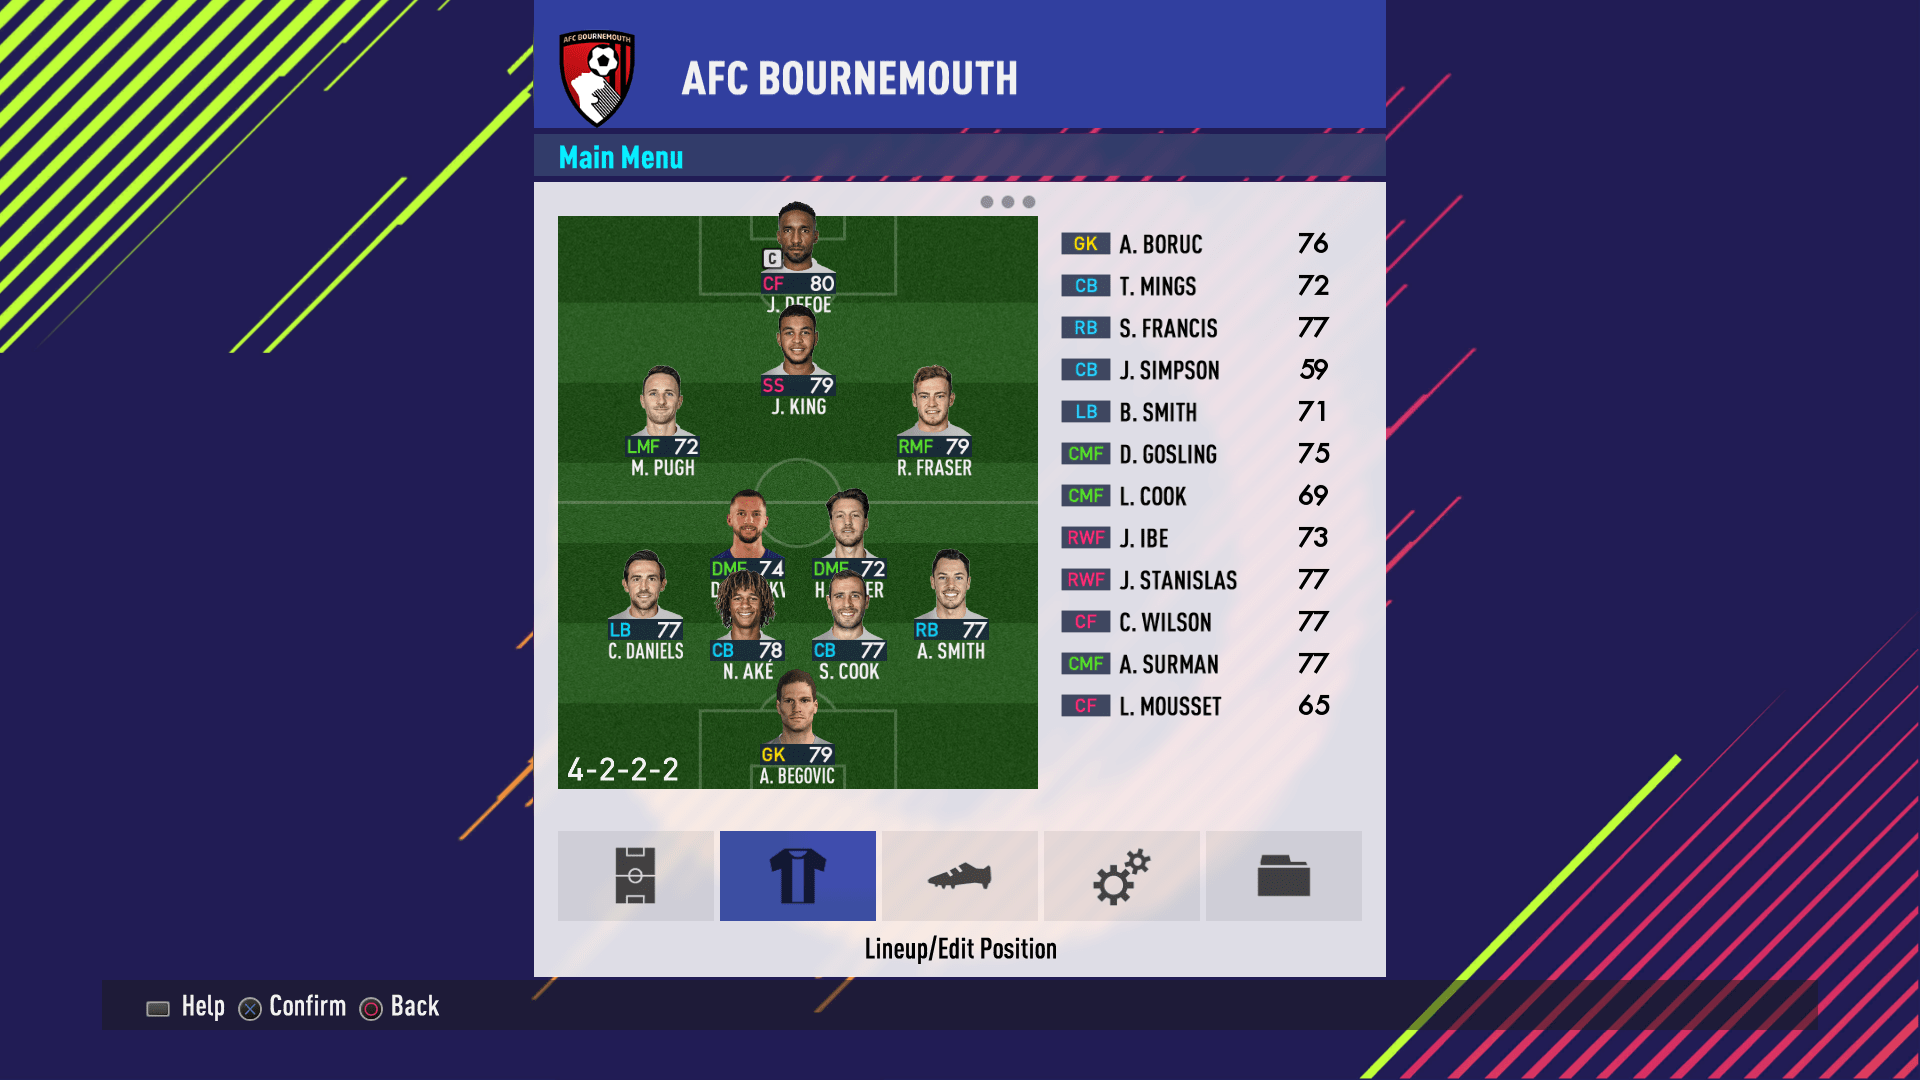 AFC BOURNEMOUTH
AFC BOURNEMOUTH
Main Menu
C
CF 80
J. DEFOE
SS 79
J. KING
LMF 72
M. PUGH
RMF 79
R. FRASER
DMF 74
DMF 72
LB 77
C. DANIELS
CB 78
N. AKÉ
CB 77
S. COOK
RB 77
A. SMITH
GK 79
A. BEGOVIC
4-2-2-2
GK A. BORUC 76
CB T. MINGS 72
RB S. FRANCIS 77
CB J. SIMPSON 59
LB B. SMITH 71
CMF D. GOSLING 75
CMF L. COOK 69
RWF J. IBE 73
RWF J. STANISLAS 77
CF C. WILSON 77
CMF A. SURMAN 77
CF L. MOUSSET 65
Lineup/Edit Position
Help Confirm Back